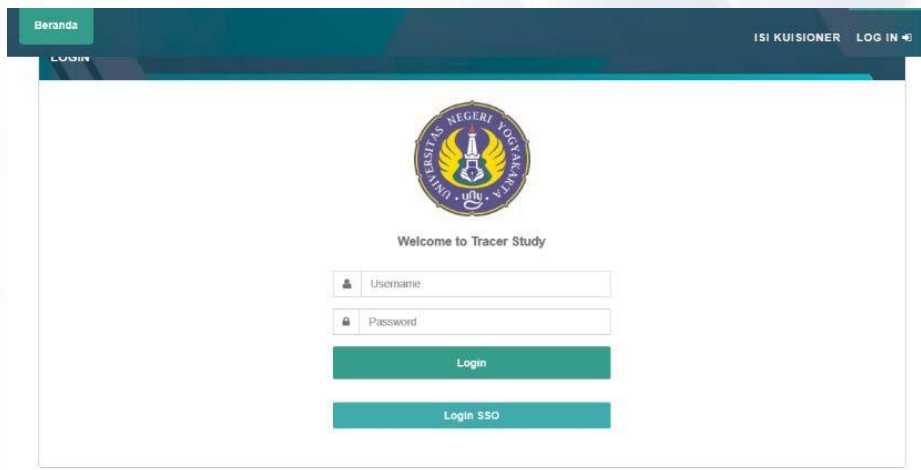 Beranda
ISI KUISIONER LOG IN
LOGIN
UNIVERSITAS NEGERI YOGYAKARTA
Welcome to Tracer Study
Username
Password
Login
Login SSO